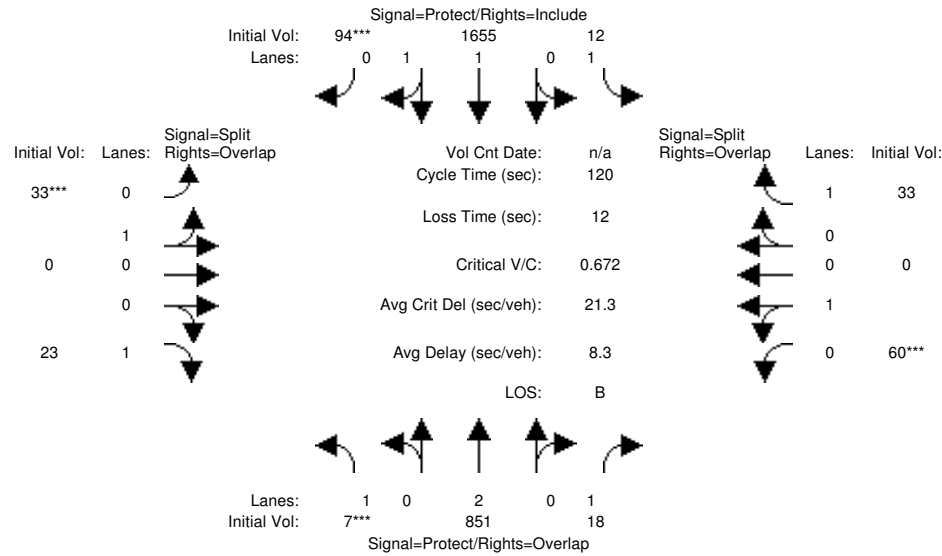 Signal=Protect/Rights=Include
Initial Vol: 94*** 1655 12
Lanes: 0 1 1 0 1
Signal=Split Signal=Split
Initial Vol: Lanes: Rights=Overlap Vol Cnt Date: n/a Rights=Overlap Lanes: Initial Vol:
Cycle Time (sec): 120
33*** 0 1 33
Loss Time (sec): 12
1 0
0 0 Critical V/C: 0.672 0 0
0 Avg Crit Del (sec/veh): 21.3 1
23 1 Avg Delay (sec/veh): 8.3 0 60***
LOS: B
Lanes: 1 0 2 0 1
Initial Vol: 7*** 851 18
Signal=Protect/Rights=Overlap